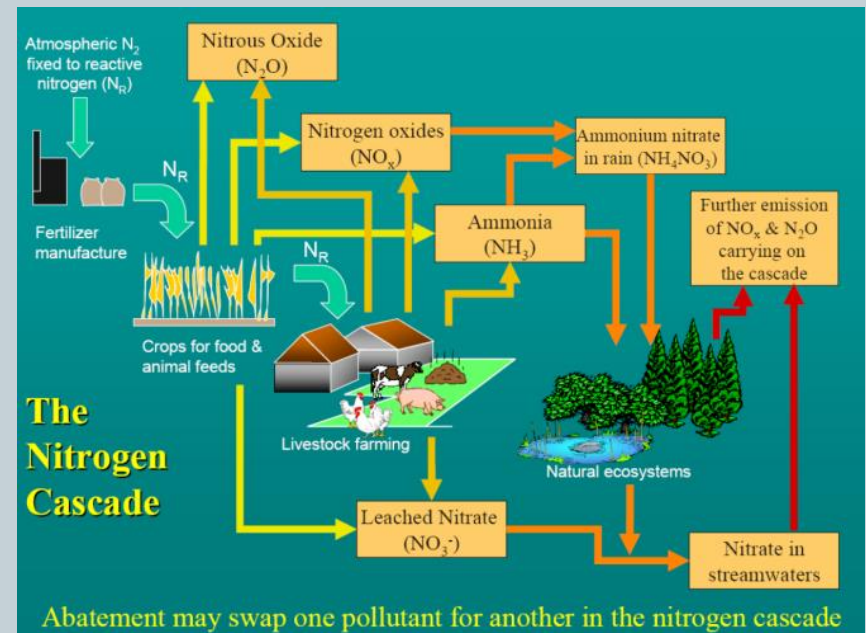 Atmospheric N₂
fixed to reactive
nitrogen (N_R)
Nitrous Oxide
(N₂O)
Nitrogen oxides
(NOₓ)
Ammonium nitrate
in rain (NH₄NO₃)
N_R
Fertilizer
manufacture
Ammonia
(NH₃)
Further emission
of NOₓ & N₂O
carrying on
the cascade
N_R
Crops for food &
animal feeds
The
Nitrogen
Cascade
Livestock farming
Natural ecosystems
Leached Nitrate
(NO₃⁻)
Nitrate in
streamwaters
Abatement may swap one pollutant for another in the nitrogen cascade